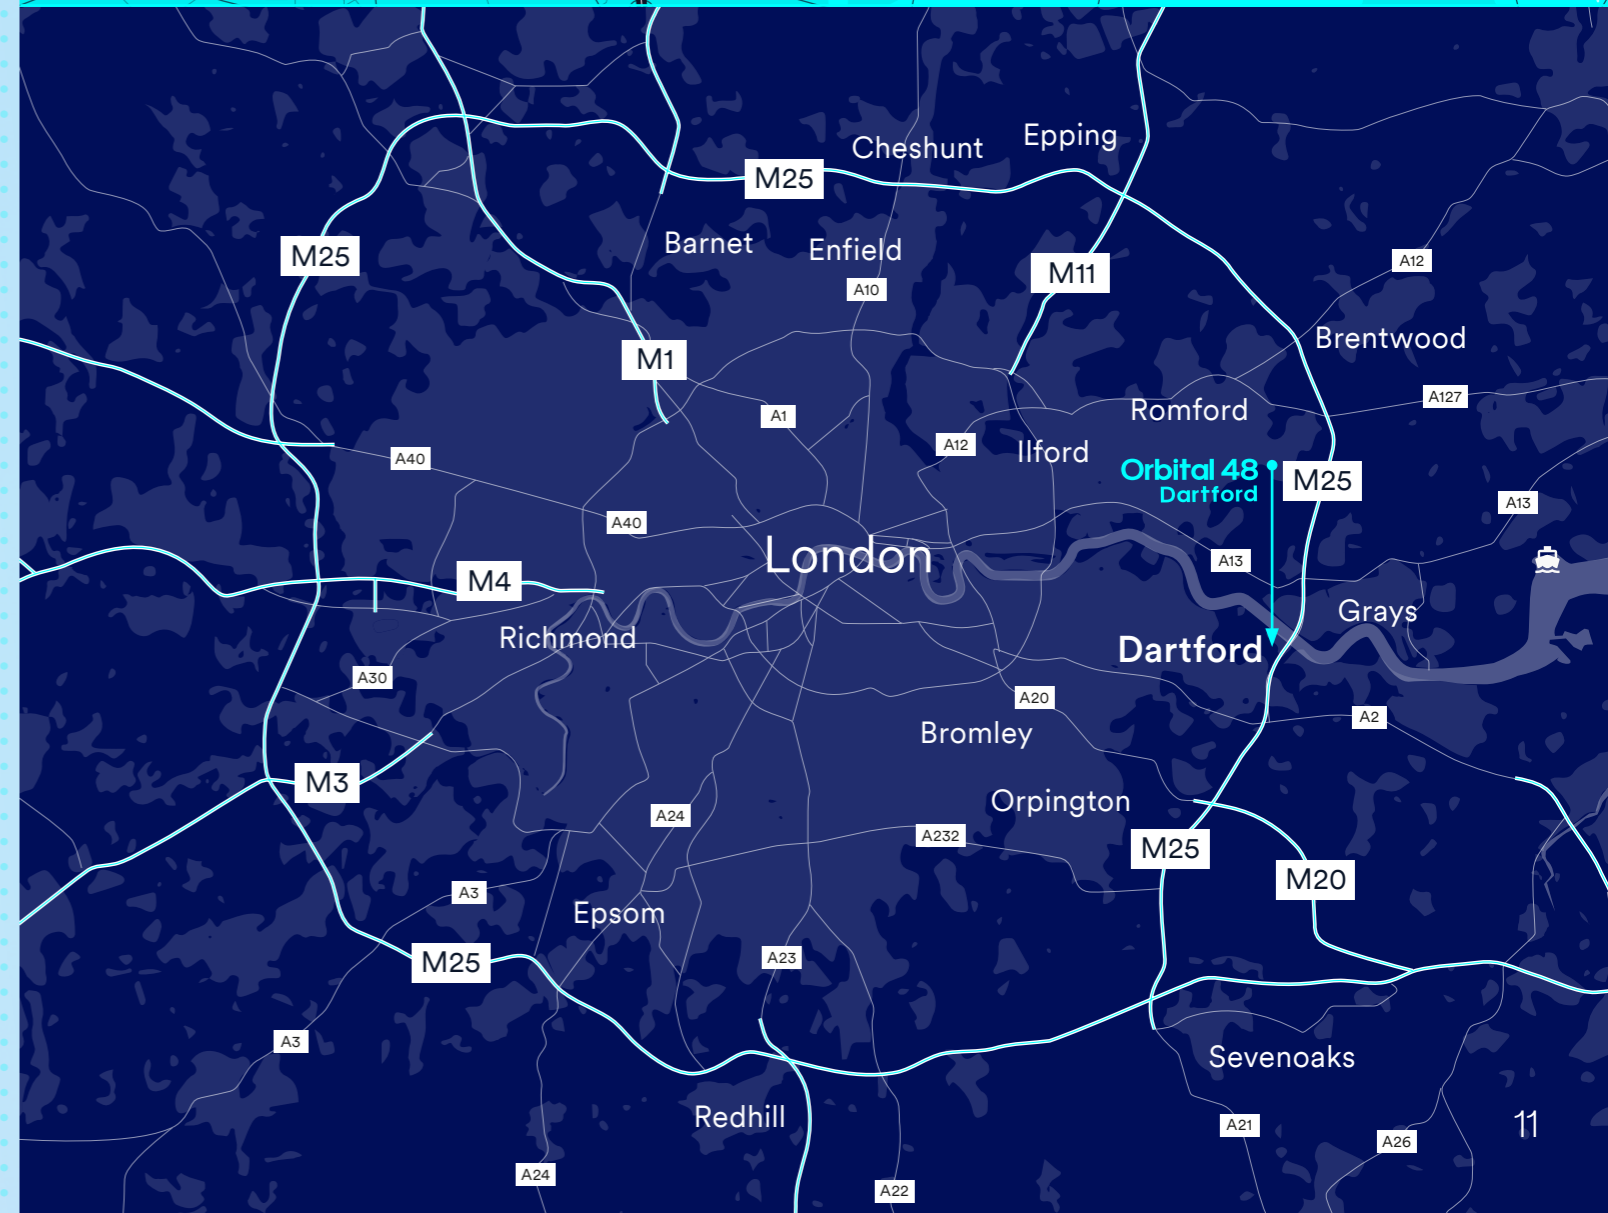 Epping
Cheshunt
M25
Barnet
Enfield
M25
A12
M11
A10
Brentwood
M1
A127
Romford
A1
A12
Ilford
A40
Orbital 48
Dartford
M25
A13
A40
London
A13
M4
Grays
Richmond
Dartford
A30
A20
A2
Bromley
M3
Orpington
A24
A232
M25
M20
A3
Epsom
A23
M25
A3
Sevenoaks
Redhill
A21
11
A26
A24
A22